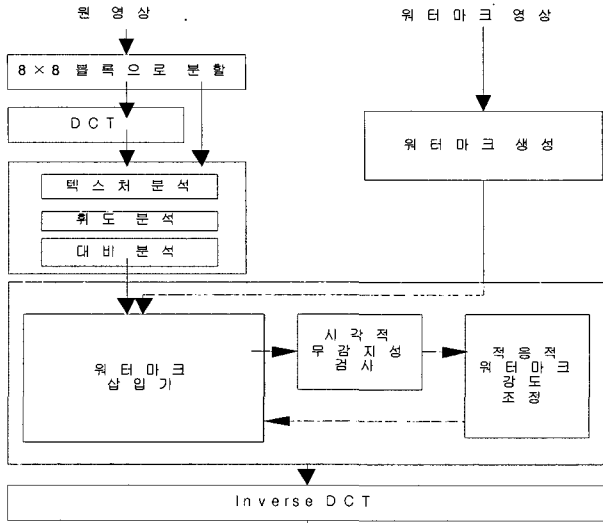 원 영상
워터마크 영상
8×8 블록으로 분할
DCT
워터마크 생성
텍스처 분석
휘도 분석
대비 분석
워터마크
삽입기
시각적
무감지성
검사
적응적
워터마크
강도
조정
Inverse DCT